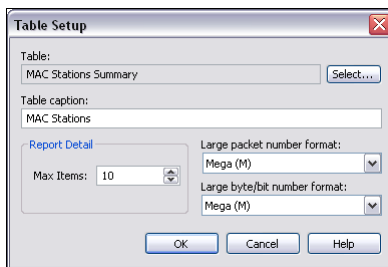 Table Setup
Table:
MAC Stations Summary
Select...
Table caption:
MAC Stations
Report Detail
Max Items: 10
Large packet number format:
Mega (M)
Large byte/bit number format:
Mega (M)
OK
Cancel
Help